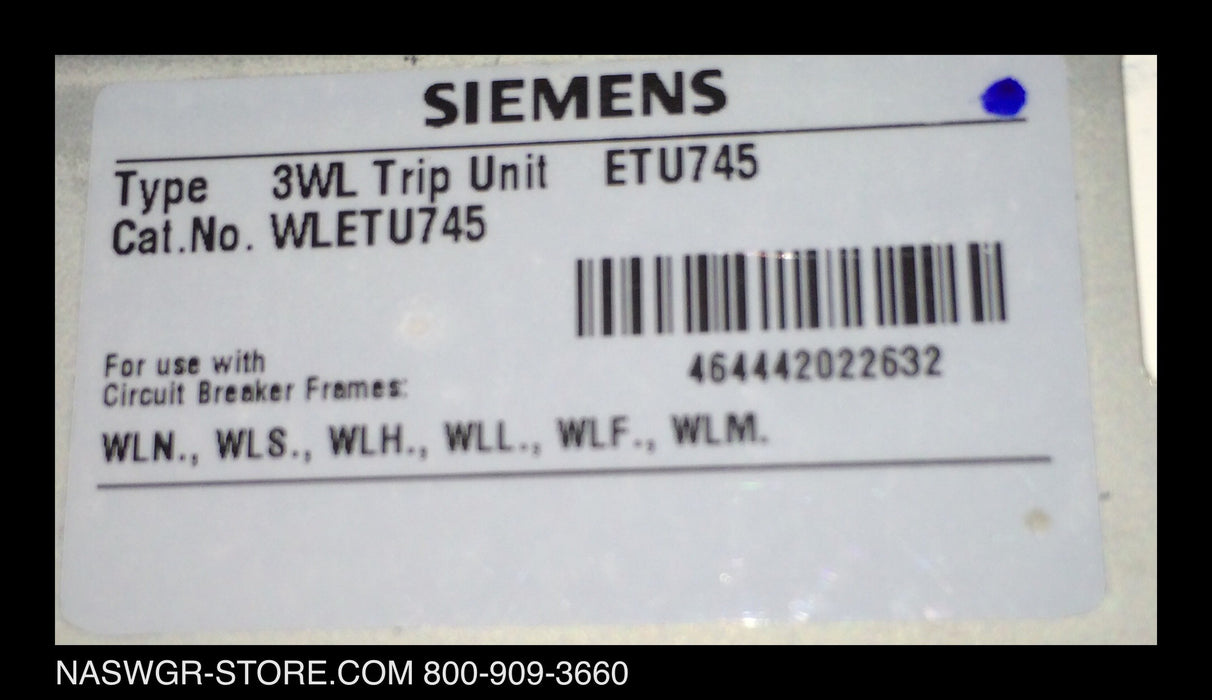 SIEMENS
Type 3WL Trip Unit ETU745
Cat.No. WLETU745
464442022632
For use with
Circuit Breaker Frames:
WLN., WLS., WLH., WLL., WLF., WLM.
NASWGR-STORE.COM 800-909-3660